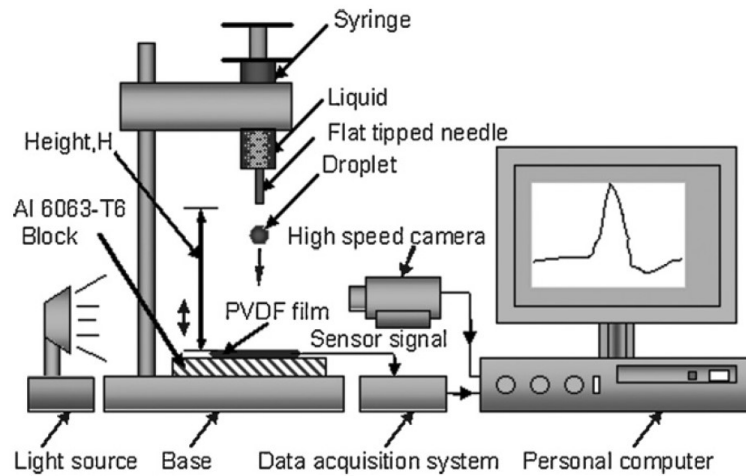 Syringe
Liquid
Flat tipped needle
Height,H
Droplet
Al 6063-T6
Block
High speed camera
PVDF film
Sensor signal
Light source
Base
Data acquisition system
Personal computer